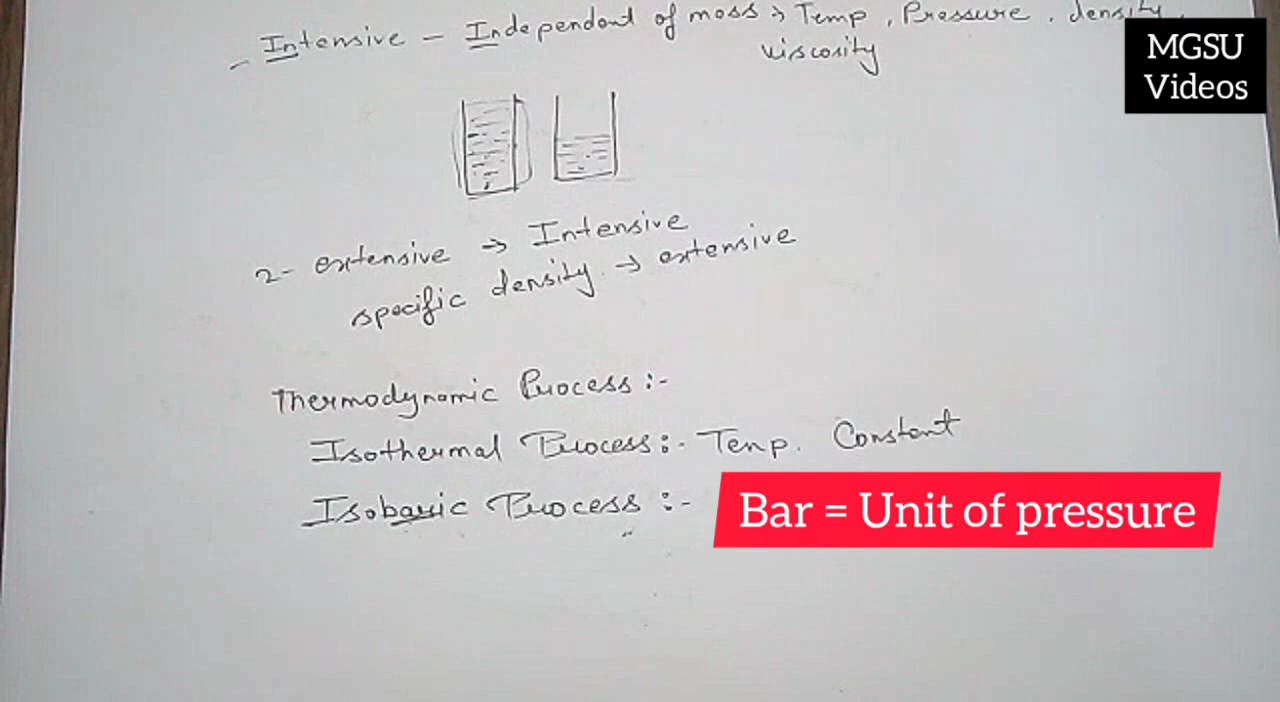 - Intensive - Independent of mass → Temp, Pressure, density,
viscosity
MGSU
Videos
2- extensive → Intensive
specific density. → extensive
Thermodynamic Process:-
Isothermal Process:- Temp. Constant
Isobaric Process:-
Bar = Unit of pressure